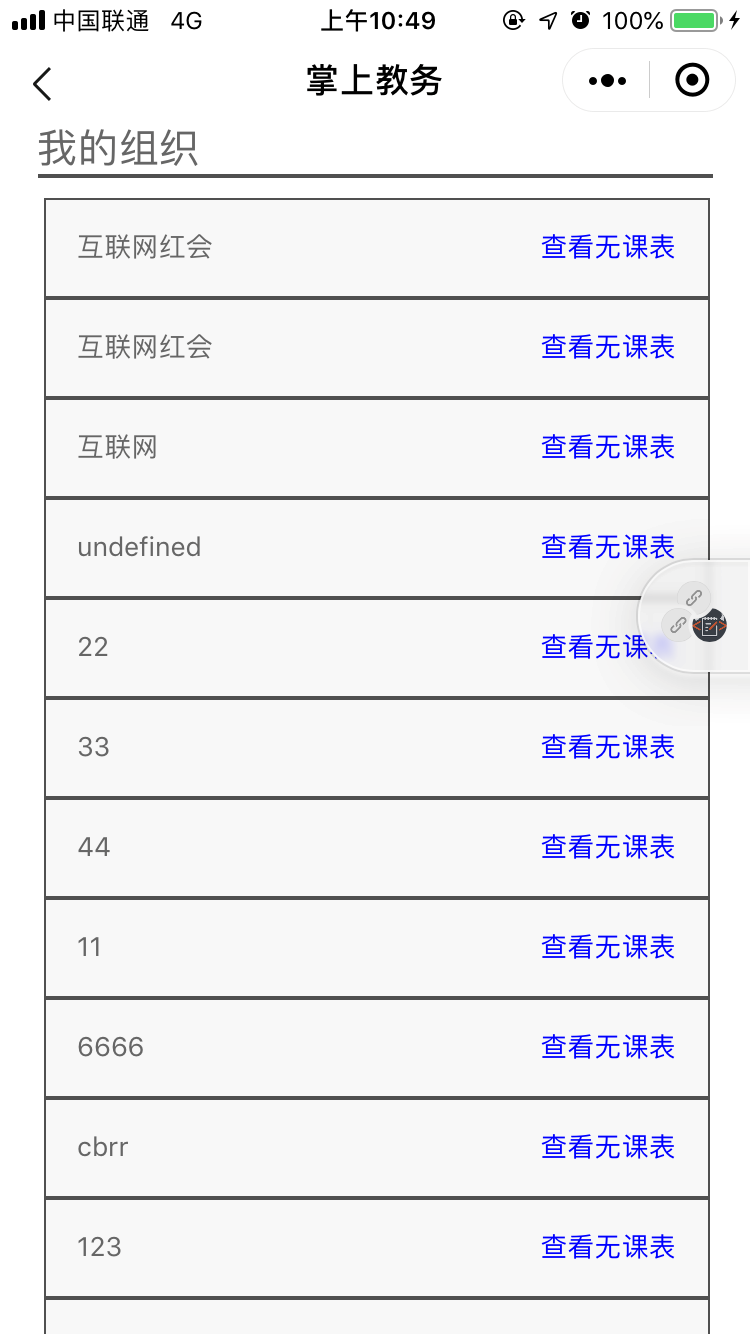 中国联通 4G 上午10:49 100%
掌上教务
我的组织
互联网红会 查看无课表
互联网红会 查看无课表
互联网 查看无课表
undefined 查看无课表
22 查看无课表
33 查看无课表
44 查看无课表
11 查看无课表
6666 查看无课表
cbrr 查看无课表
123 查看无课表